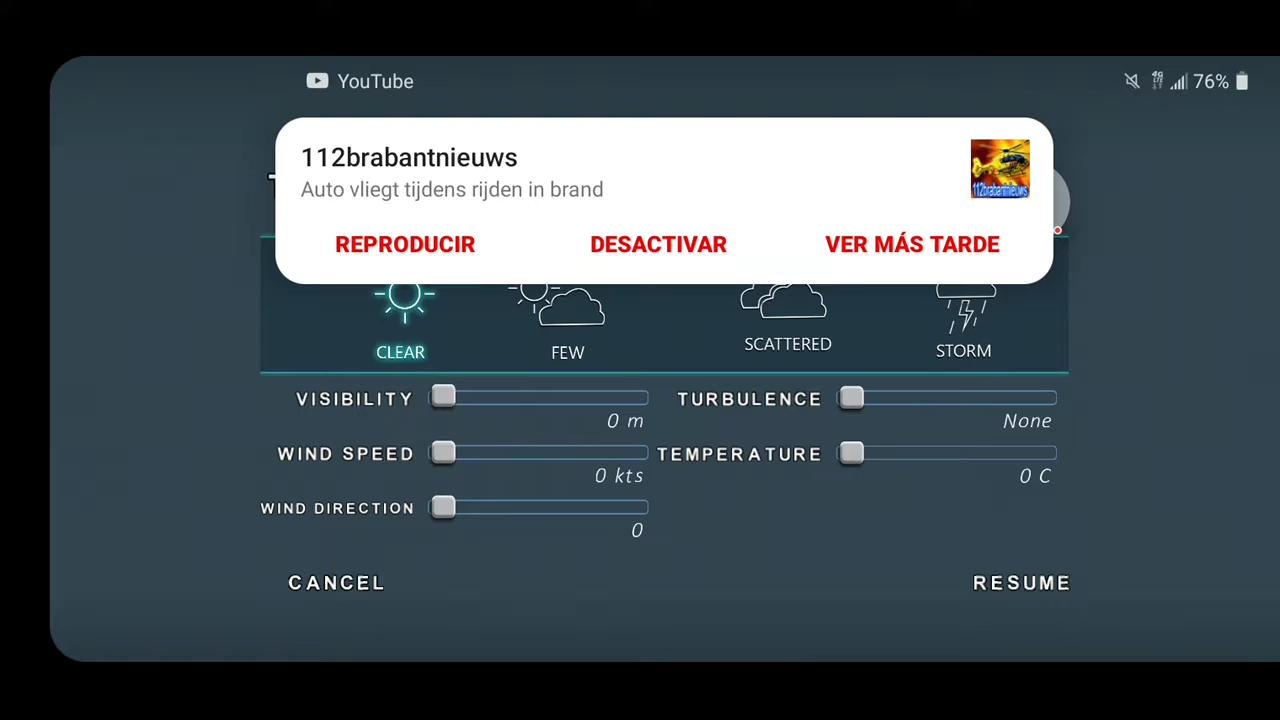 YouTube
76%
112brabantnieuws
Auto vliegt tijdens rijden in brand
112brabantnieuws
REPRODUCIR DESACTIVAR VER MÁS TARDE
CLEAR FEW SCATTERED STORM
VISIBILITY TURBULENCE
0 m None
WIND SPEED TEMPERATURE
0 kts 0 C
WIND DIRECTION
0
CANCEL RESUME